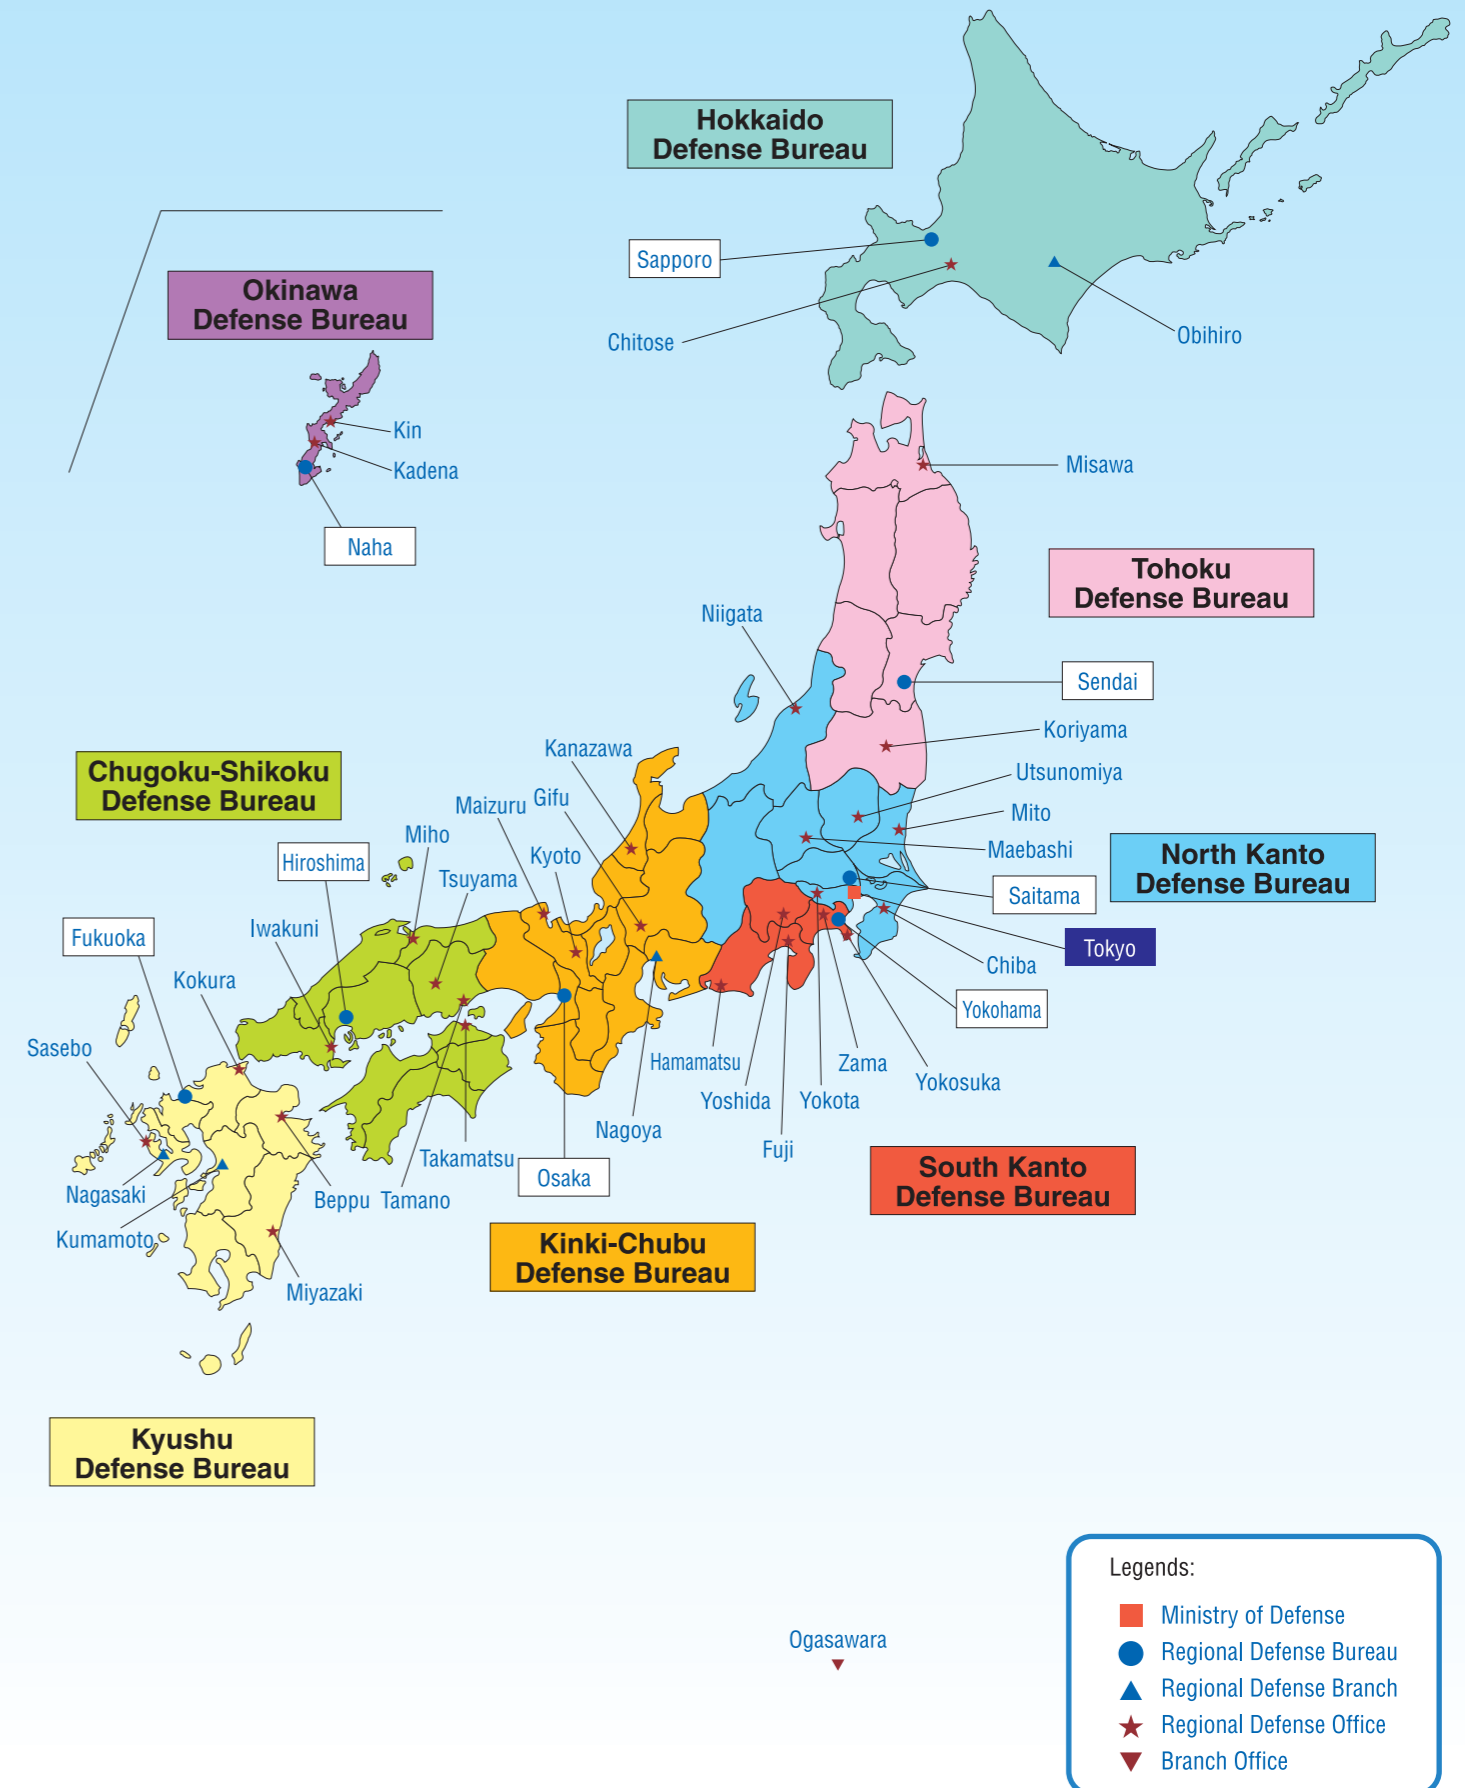 Hokkaido
Defense Bureau
Sapporo
Chitose
Obihiro
Okinawa
Defense Bureau
Kin
Kadena
Naha
Misawa
Tohoku
Defense Bureau
Niigata
Sendai
Koriyama
Utsunomiya
Mito
Maebashi
North Kanto
Defense Bureau
Saitama
Tokyo
Chiba
Yokohama
Kanazawa
Gifu
Maizuru
Kyoto
Chugoku-Shikoku
Defense Bureau
Miho
Hiroshima
Tsuyama
Iwakuni
Fukuoka
Kokura
Sasebo
Nagasaki
Kumamoto
Beppu
Tamano
Takamatsu
Miyazaki
Osaka
Nagoya
Hamamatsu
Yoshida
Fuji
Yokota
Zama
Yokosuka
South Kanto
Defense Bureau
Kinki-Chubu
Defense Bureau
Kyushu
Defense Bureau
Ogasawara
Legends:
Ministry of Defense
Regional Defense Bureau
Regional Defense Branch
Regional Defense Office
Branch Office